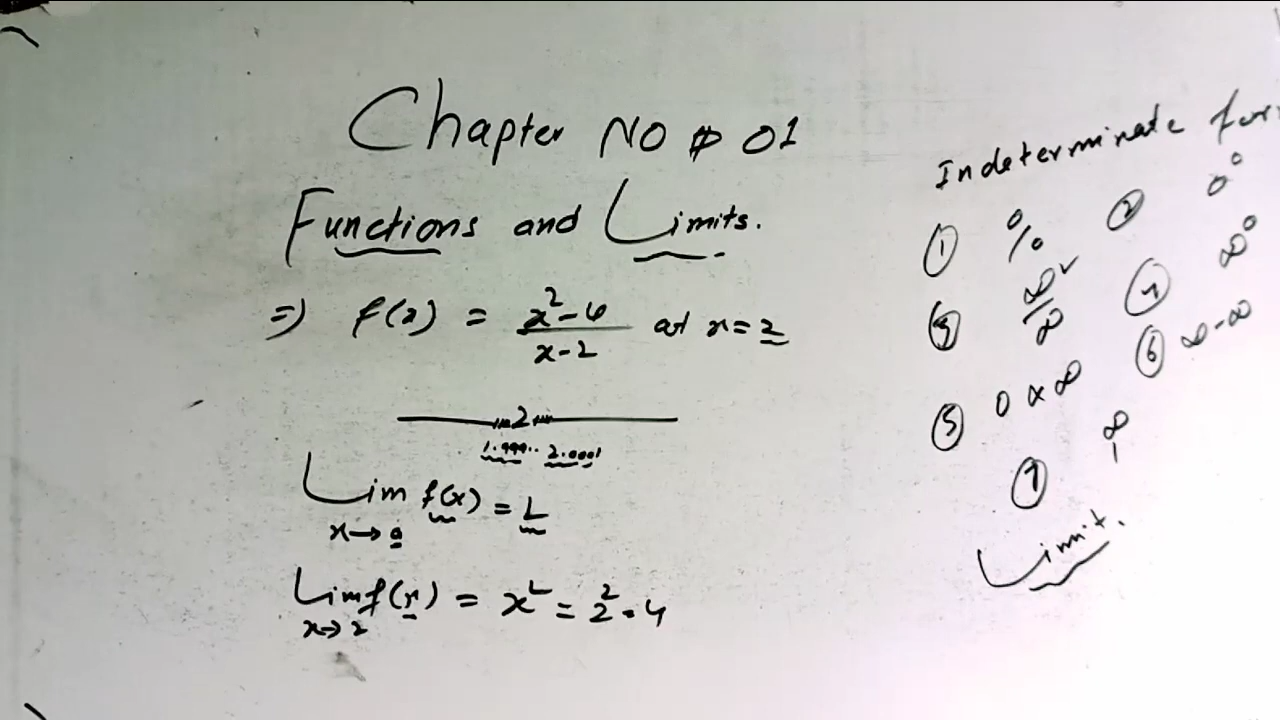 Chapter NO # 01
Functions and Limits.
=> f(x) = x²-4/x-2 at x=2
2
1.999.. 2.0001
Lim f(x) = L
x→a
Lim f(x) = x² = 2² = 4
x→2
Indeterminate for
① 0/0 ② 0⁰
③ ∞/∞ ④ ∞⁰
⑤ 0×∞ ⑥ ∞-∞
⑦ 1^∞
Limit.